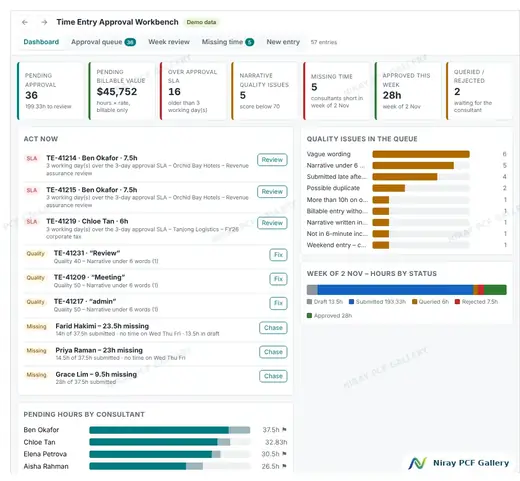 Time Entry Approval Workbench
Demo data
Dashboard
Approval queue 36
Week review
Missing time 5
New entry
57 entries
PENDING APPROVAL
36
199.33h to review
PENDING BILLABLE VALUE
$45,752
hours × rate, billable only
OVER APPROVAL SLA
16
older than 3 working day(s)
NARRATIVE QUALITY ISSUES
5
score below 70
MISSING TIME
5
consultants short in week of 2 Nov
APPROVED THIS WEEK
28h
week of 2 Nov
QUERIED / REJECTED
2
waiting for the consultant
ACT NOW
SLA
TE-41214 · Ben Okafor · 7.5h
3 working day(s) over the 3-day approval SLA – Orchid Bay Hotels – Revenue assurance review
Review
SLA
TE-41215 · Ben Okafor · 7.5h
3 working day(s) over the 3-day approval SLA – Orchid Bay Hotels – Revenue assurance review
Review
SLA
TE-41219 · Chloe Tan · 6h
3 working day(s) over the 3-day approval SLA – Tanjong Logistics – FY26 corporate tax
Review
Quality
TE-41231 · "Review"
Quality 40 – Narrative under 6 words (1)
Fix
Quality
TE-41209 · "Meeting"
Quality 50 – Narrative under 6 words (1)
Fix
Quality
TE-41217 · "admin"
Quality 50 – Narrative under 6 words (1)
Fix
Missing
Farid Hakimi – 23.5h missing
14h of 37.5h submitted · no time on Wed Thu Fri · 13.5h in draft
Chase
Missing
Priya Raman – 23h missing
14.5h of 37.5h submitted · no time on Wed Thu Fri
Chase
Missing
Grace Lim – 9.5h missing
28h of 37.5h submitted
Chase
PENDING HOURS BY CONSULTANT
Ben Okafor 37.5h
Chloe Tan 32.83h
Elena Petrova 30.5h
Aisha Rahman 26.5h
QUALITY ISSUES IN THE QUEUE
Vague wording 6
Narrative under 6 ... 5
Submitted late afte... 4
Possible duplicate 2
More than 10h on o... 1
Billable entry witho... 1
Narrative written in... 1
Not in 6-minute inc... 1
Weekend entry – c... 1
WEEK OF 2 NOV – HOURS BY STATUS
Draft 13.5h
Submitted 193.33h
Queried 6h
Rejected 7.5h
Approved 28h
NIRAY PCF GALLERY
Niray PCF Gallery